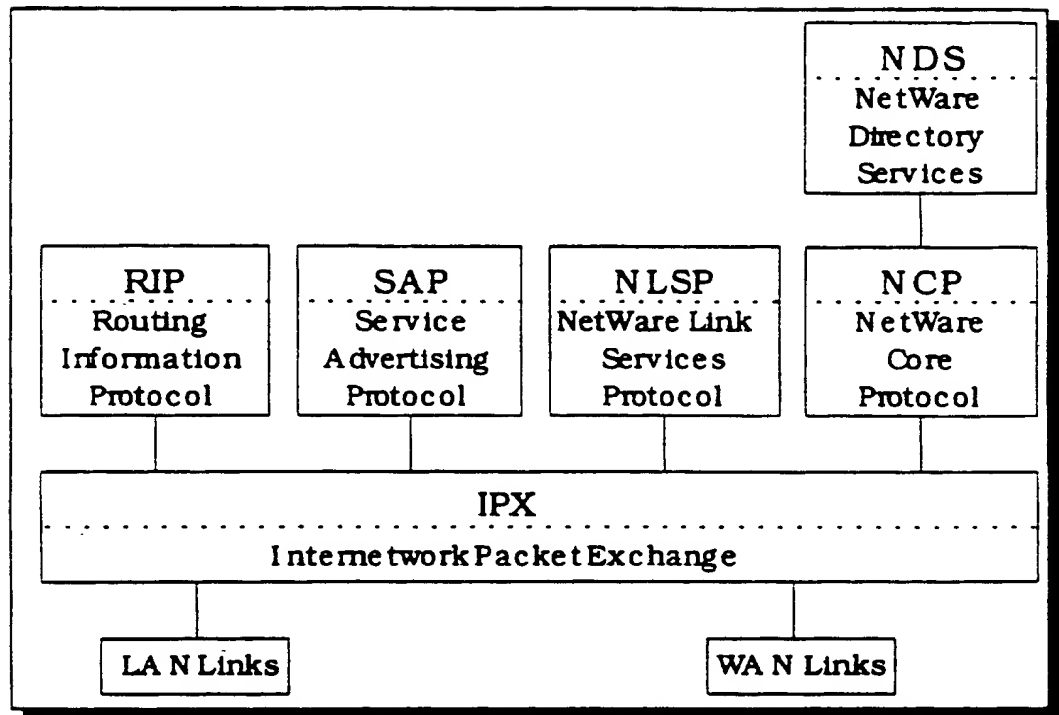 NDS
NetWare
Directory
Services
RIP
Routing
Information
Protocol
SAP
Service
Advertising
Protocol
NLSP
NetWare Link
Services
Protocol
NCP
NetWare
Core
Protocol
IPX
Internetwork Packet Exchange
LAN Links
WAN Links